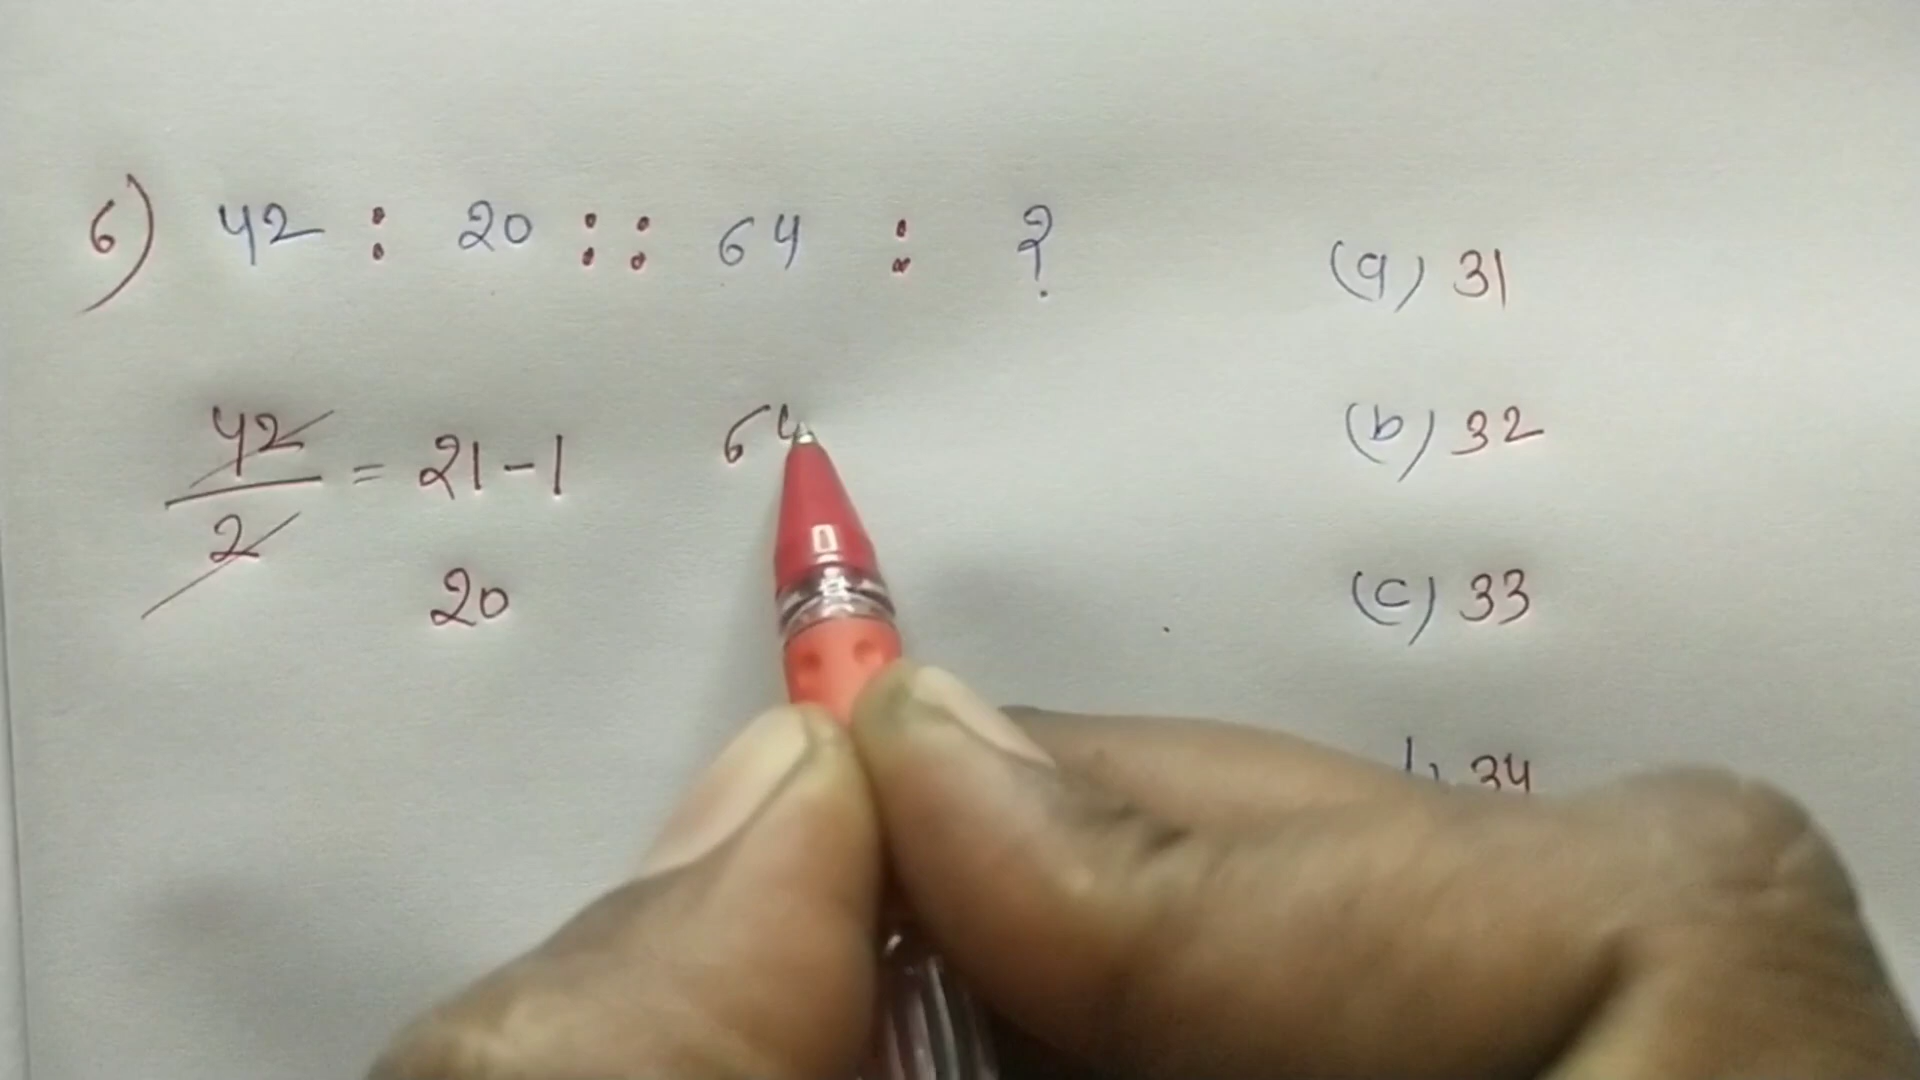 6) 42 : 20 :: 64 : ?
(a) 31
(b) 32
(c) 33
34
42/2 = 21-1
20
64